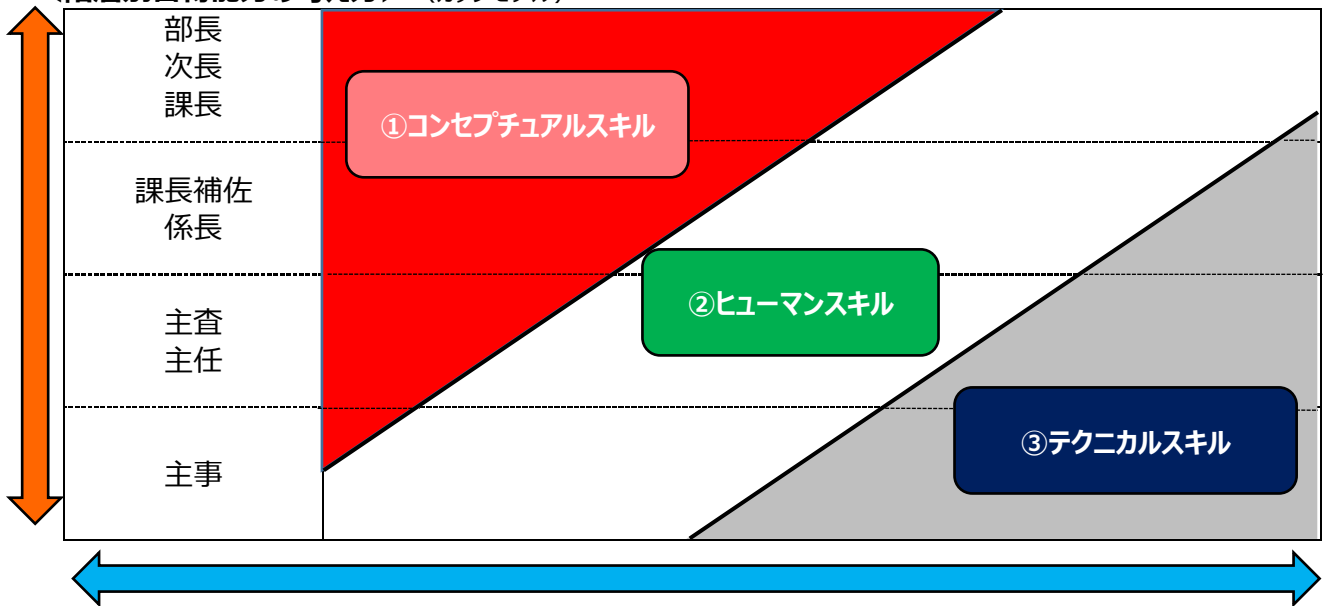 部長
次長
課長
①コンセプチュアルスキル
課長補佐
係長
②ヒューマンスキル
主査
主任
③テクニカルスキル
主事